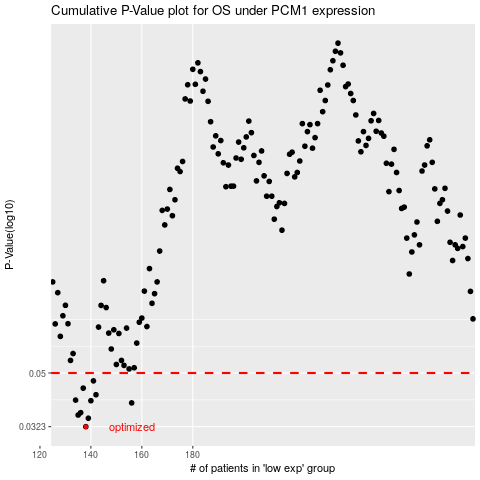 Cumulative P-Value plot for OS under PCM1 expression
P-Value(log10)
0.05
0.0323
optimized
120 140 160 180
# of patients in 'low exp' group